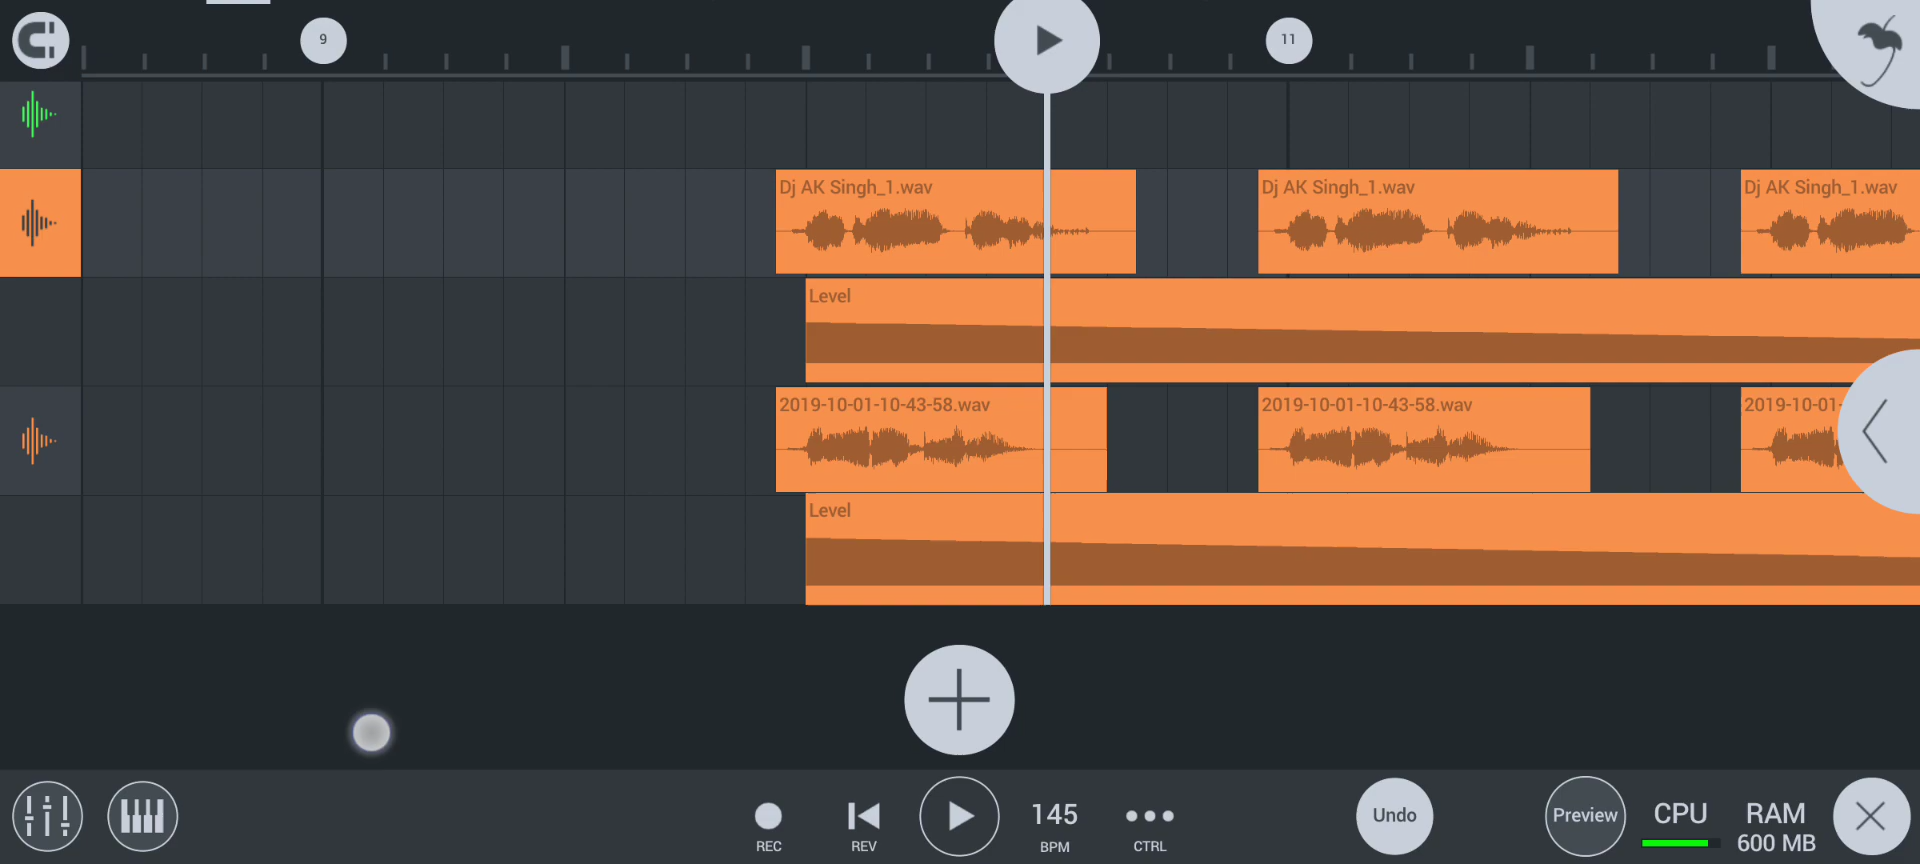 9
11
Dj AK Singh_1.wav
Dj AK Singh_1.wav
Dj AK Singh_1.wav
Level
2019-10-01-10-43-58.wav
2019-10-01-10-43-58.wav
2019-10-01-
Level
REC
REV
145
BPM
CTRL
Undo
Preview
CPU
RAM
600 MB